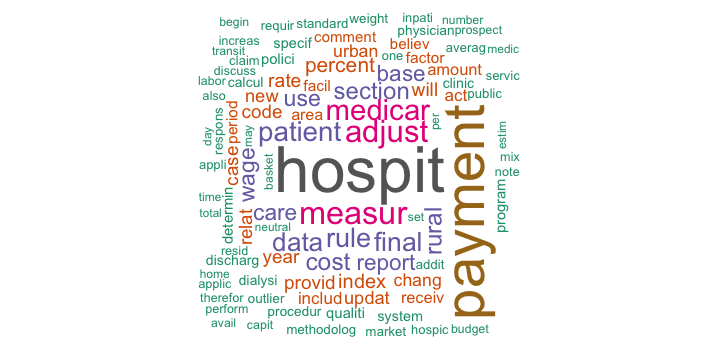 begin requir standard weight inpati number
increas specif comment physician prospect
transit polici urban believ averag medic
claim percent one factor
discuss rate facil base amount servic
labor calcul section will clinic
also new use act public
code area medicar
respons period patient adjust per
day may estim
appli case wage basket hospit payment mix
note
time determin care measur set program
total relat neutral rural
data rule final
resid year cost report addit
discharg
home dialysi provid index chang
applic
therefor outlier includ updat receiv
perform procedur qualiti system
avail capit methodolog market hospic budget